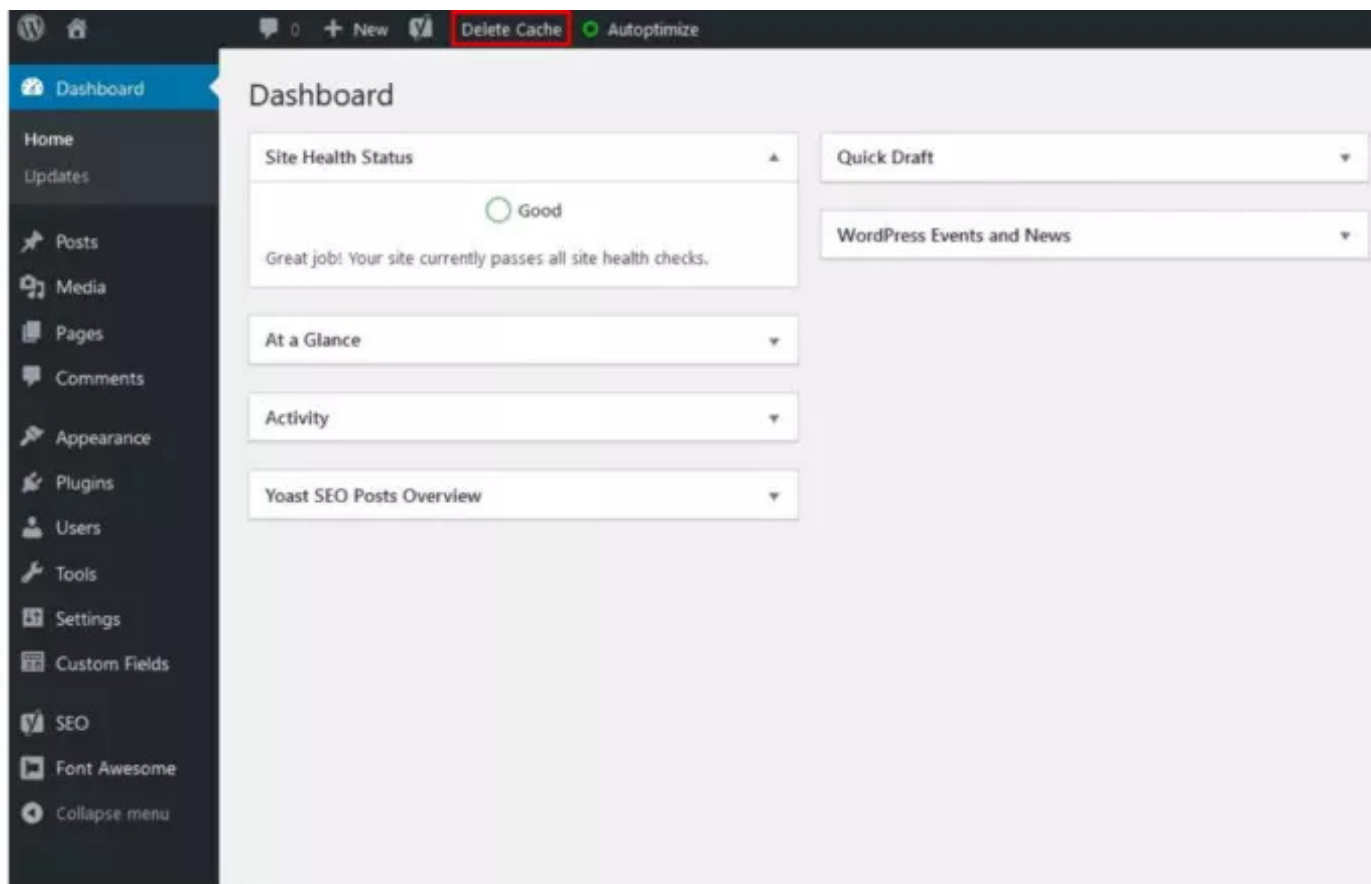 0 New Delete Cache Autoptimize
Dashboard
Home
Updates
Posts
Media
Pages
Comments
Appearance
Plugins
Users
Tools
Settings
Custom Fields
SEO
Font Awesome
Collapse menu
Dashboard
Site Health Status
Good
Great job! Your site currently passes all site health checks.
At a Glance
Activity
Yoast SEO Posts Overview
Quick Draft
WordPress Events and News